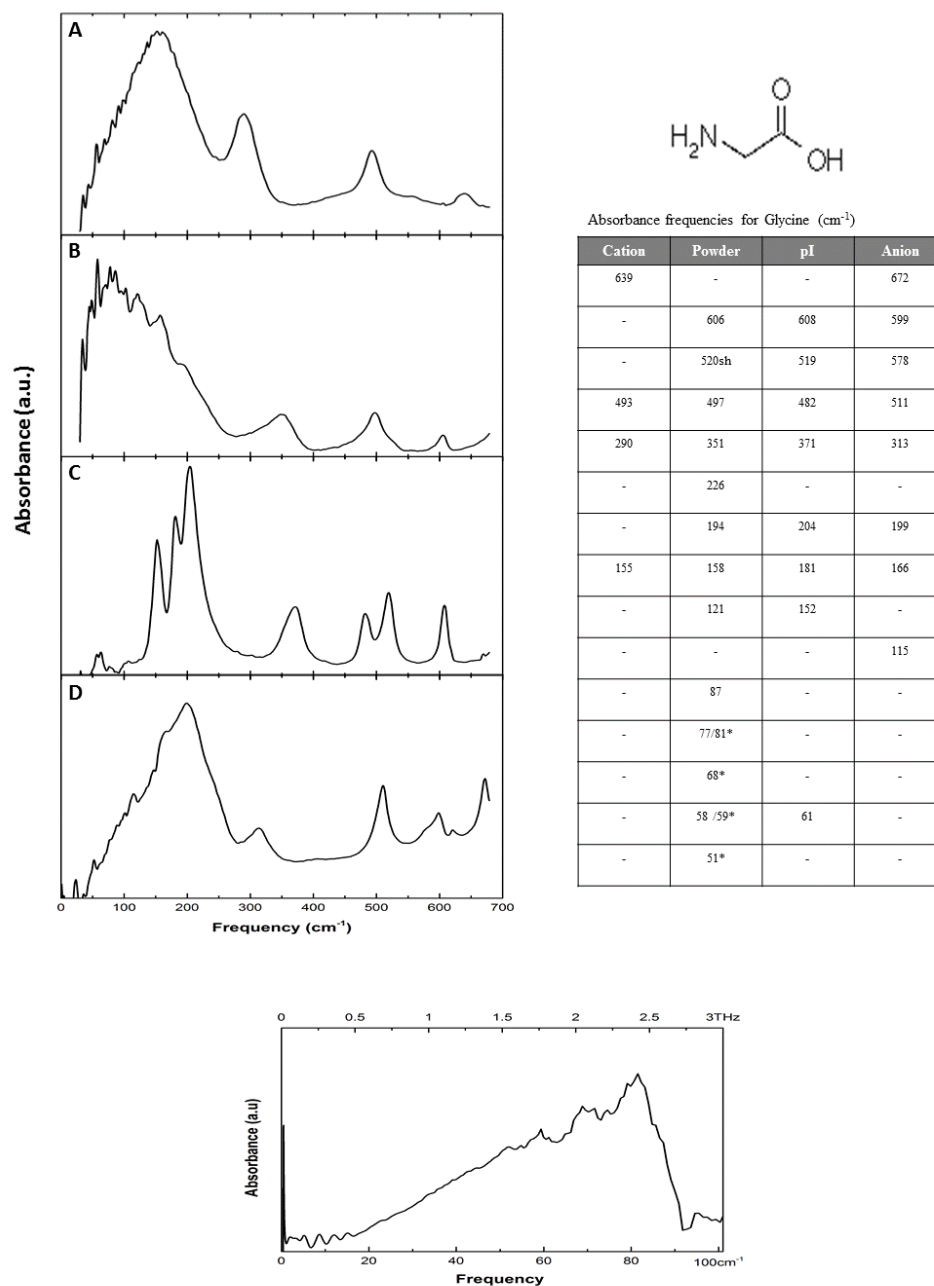 A
B
C
D
Absorbance (a.u.)
0 100 200 300 400 500 600 700
Frequency (cm-1)
O
H2N
OH
Absorbance frequencies for Glycine (cm-1)
Cation Powder pI Anion
639 - - 672
- 606 608 599
- 520sh 519 578
493 497 482 511
290 351 371 313
- 226 - -
- 194 204 199
155 158 181 166
- 121 152 -
- - - 115
- 87 - -
- 77/81* - -
- 68* - -
- 58 /59* 61 -
- 51* - -
0 0.5 1 1.5 2 2.5 3THz
Absorbance (a.u)
0 20 40 60 80 100cm-1
Frequency